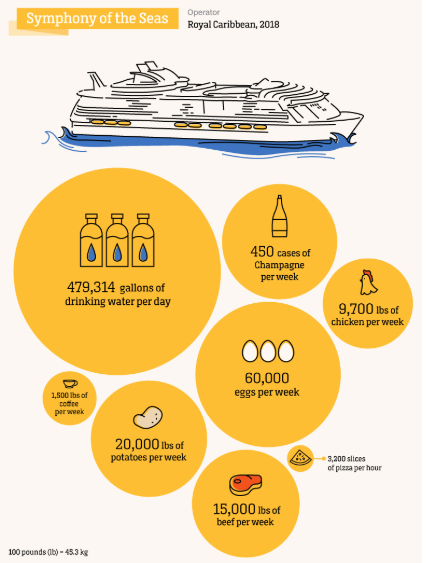 Symphony of the Seas
Operator
Royal Caribbean, 2018
479,314 gallons of
drinking water per day
450 cases of
Champagne
per week
9,700 lbs of
chicken per week
60,000
eggs per week
1,500 lbs of
coffee
per week
20,000 lbs of
potatoes per week
3,200 slices
of pizza per hour
15,000 lbs of
beef per week
100 pounds (lb) = 45.3 kg